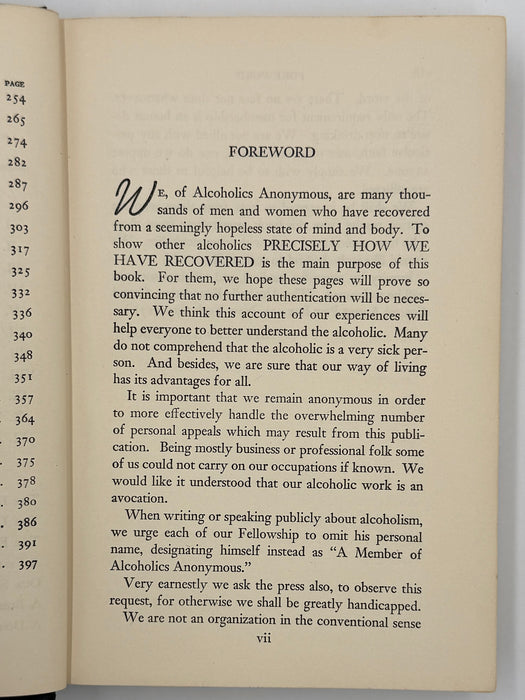 PAGE
254
265
274
282
287
296
303
317
325
332
336
340
348
351
357
364
. 370
. 375
. 378
. 380
. 386
. 391
. 397
FOREWORD
WE, of Alcoholics Anonymous, are many thou-
sands of men and women who have recovered
from a seemingly hopeless state of mind and body. To
show other alcoholics PRECISELY HOW WE
HAVE RECOVERED is the main purpose of this
book. For them, we hope these pages will prove so
convincing that no further authentication will be neces-
sary. We think this account of our experiences will
help everyone to better understand the alcoholic. Many
do not comprehend that the alcoholic is a very sick per-
son. And besides, we are sure that our way of living
has its advantages for all.
It is important that we remain anonymous in order
to more effectively handle the overwhelming number
of personal appeals which may result from this publi-
cation. Being mostly business or professional folk some
of us could not carry on our occupations if known. We
would like it understood that our alcoholic work is an
avocation.
When writing or speaking publicly about alcoholism,
we urge each of our Fellowship to omit his personal
name, designating himself instead as “A Member of
Alcoholics Anonymous.”
Very earnestly we ask the press also, to observe this
request, for otherwise we shall be greatly handicapped.
We are not an organization in the conventional sense
vii